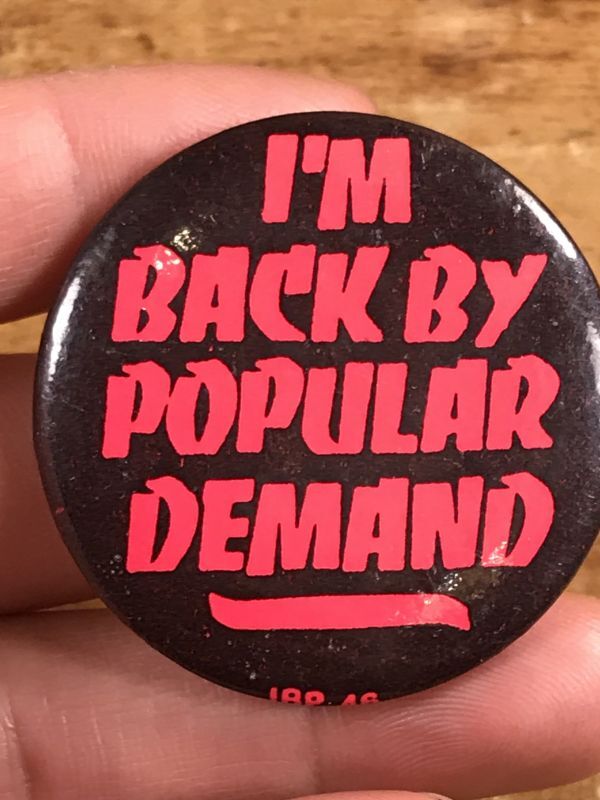 I'M
BACK BY
POPULAR
DEMAND